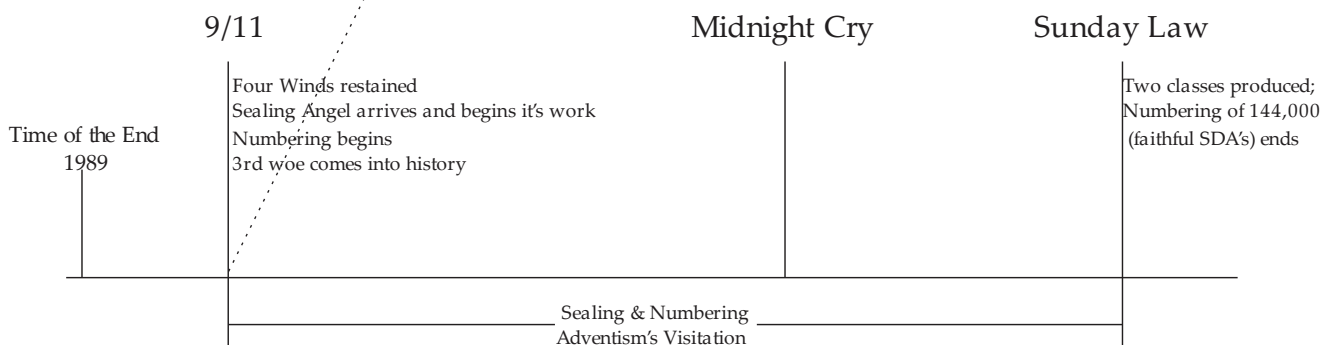 9/11
Midnight Cry
Sunday Law
Four Winds restained
Sealing Angel arrives and begins it's work
Numbering begins
3rd woe comes into history
Two classes produced;
Numbering of 144,000
(faithful SDA's) ends
Time of the End
1989
Sealing & Numbering
Adventism's Visitation